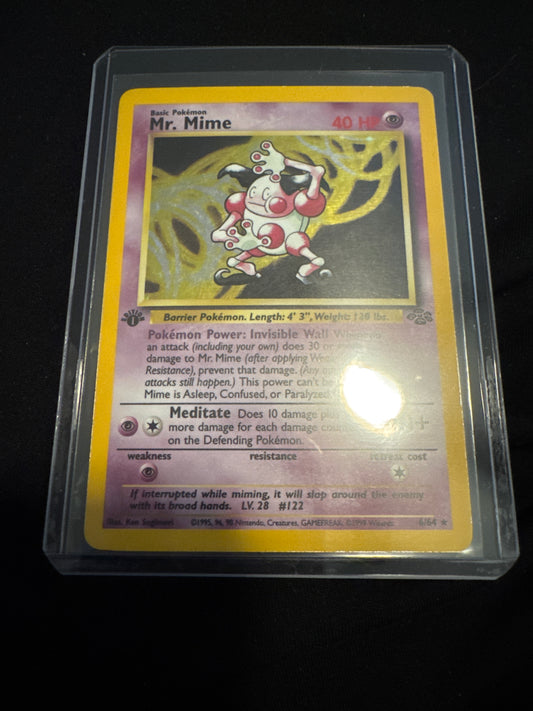 Basic Pokémon
Mr. Mime
40 HP
EDITION
1
Barrier Pokémon. Length: 4' 3", Weight: 120 lbs.
Pokémon Power: Invisible Wall
an attack (including your own) does 30 or
damage to Mr. Mime (after applying
Resistance), prevent that damage. (Any
attacks still happen.) This power can't be
Mime is Asleep, Confused, or Paralyzed
Meditate Does 10 damage plus
more damage for each damage
on the Defending Pokémon.
weakness
resistance
retreat cost
If interrupted while miming, it will slap around the enemy
with its broad hands. LV. 28 #122
Illus. Ken Sugimori
©1995, 96, 98 Nintendo, Creatures, GAMEFREAK. ©1999 Wizards.
6/64 ★